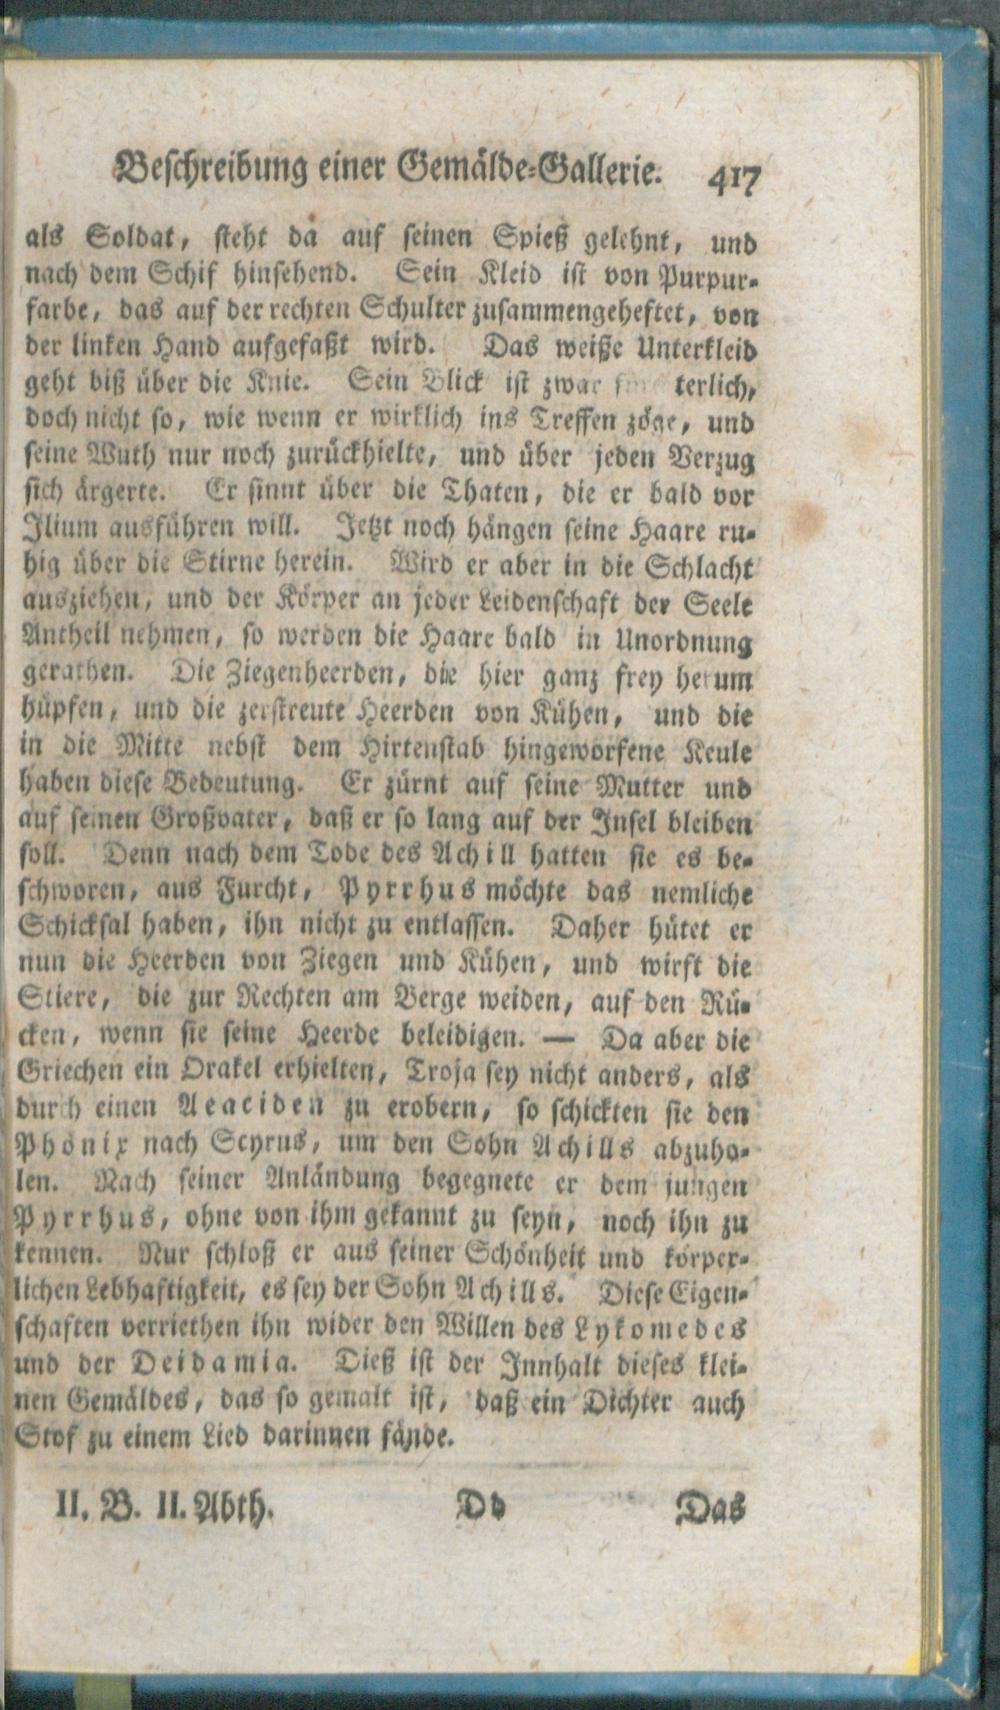 Beschreibung einer Gemälde-Gallerie. 417
als Soldat, steht da auf seinen Spieß gelehnt, und
nach dem Schif hinsehend. Sein Kleid ist von Purpur-
farbe, das auf der rechten Schulter zusammengeheftet, von
der linken Hand aufgefaßt wird. Das weiße Unterkleid
geht biß über die Knie. Sein Blick ist zwar terlich,
doch nicht so, wie wenn er wirklich ins Treffen zöge, und
seine Wuth nur noch zurückhielte, und über jeden Verzug
sich ärgerte. Er sinnt über die Thaten, die er bald vor
Ilium ausführen will. Jetzt noch hängen seine Haare ru-
hig über die Stirne herein. Wird er aber in die Schlacht
ausziehen, und der Körper an jeder Leidenschaft der Seele
Antheil nehmen, so werden die Haare bald in Unordnung
gerathen. Die Ziegenheerden, die hier ganz frey herum
hüpfen, und die zerstreute Heerden von Kühen, und die
in die Mitte nebst dem Hirtenstab hingeworfene Keule
haben diese Bedeutung. Er zürnt auf seine Mutter und
auf seinen Großvater, daß er so lang auf der Insel bleiben
soll. Denn nach dem Tode des Achill hatten sie es be-
schworen, aus Furcht, Pyrrhus möchte das nemliche
Schicksal haben, ihn nicht zu entlassen. Daher hütet er
nun die Heerden von Ziegen und Kühen, und wirft die
Stiere, die zur Rechten am Berge weiden, auf den Rü-
cken, wenn sie seine Heerde beleidigen. — Da aber die
Griechen ein Orakel erhielten, Troja sey nicht anders, als
durch einen Aeaciden zu erobern, so schickten sie den
Phönix nach Scyrus, um den Sohn Achills abzuho-
len. Nach seiner Anländung begegnete er dem jungen
Pyrrhus, ohne von ihm gekannt zu seyn, noch ihn zu
kennen. Nur schloß er aus seiner Schönheit und körper-
lichen Lebhaftigkeit, es sey der Sohn Achills. Diese Eigen-
schaften verriethen ihn wider den Willen des Lykomedes
und der Deidamia. Dieß ist der Innhalt dieses klei-
nen Gemäldes, das so gemalt ist, daß ein Dichter auch
Stof zu einem Lied darinnen fände.
II. B. II. Abth. Dd Das